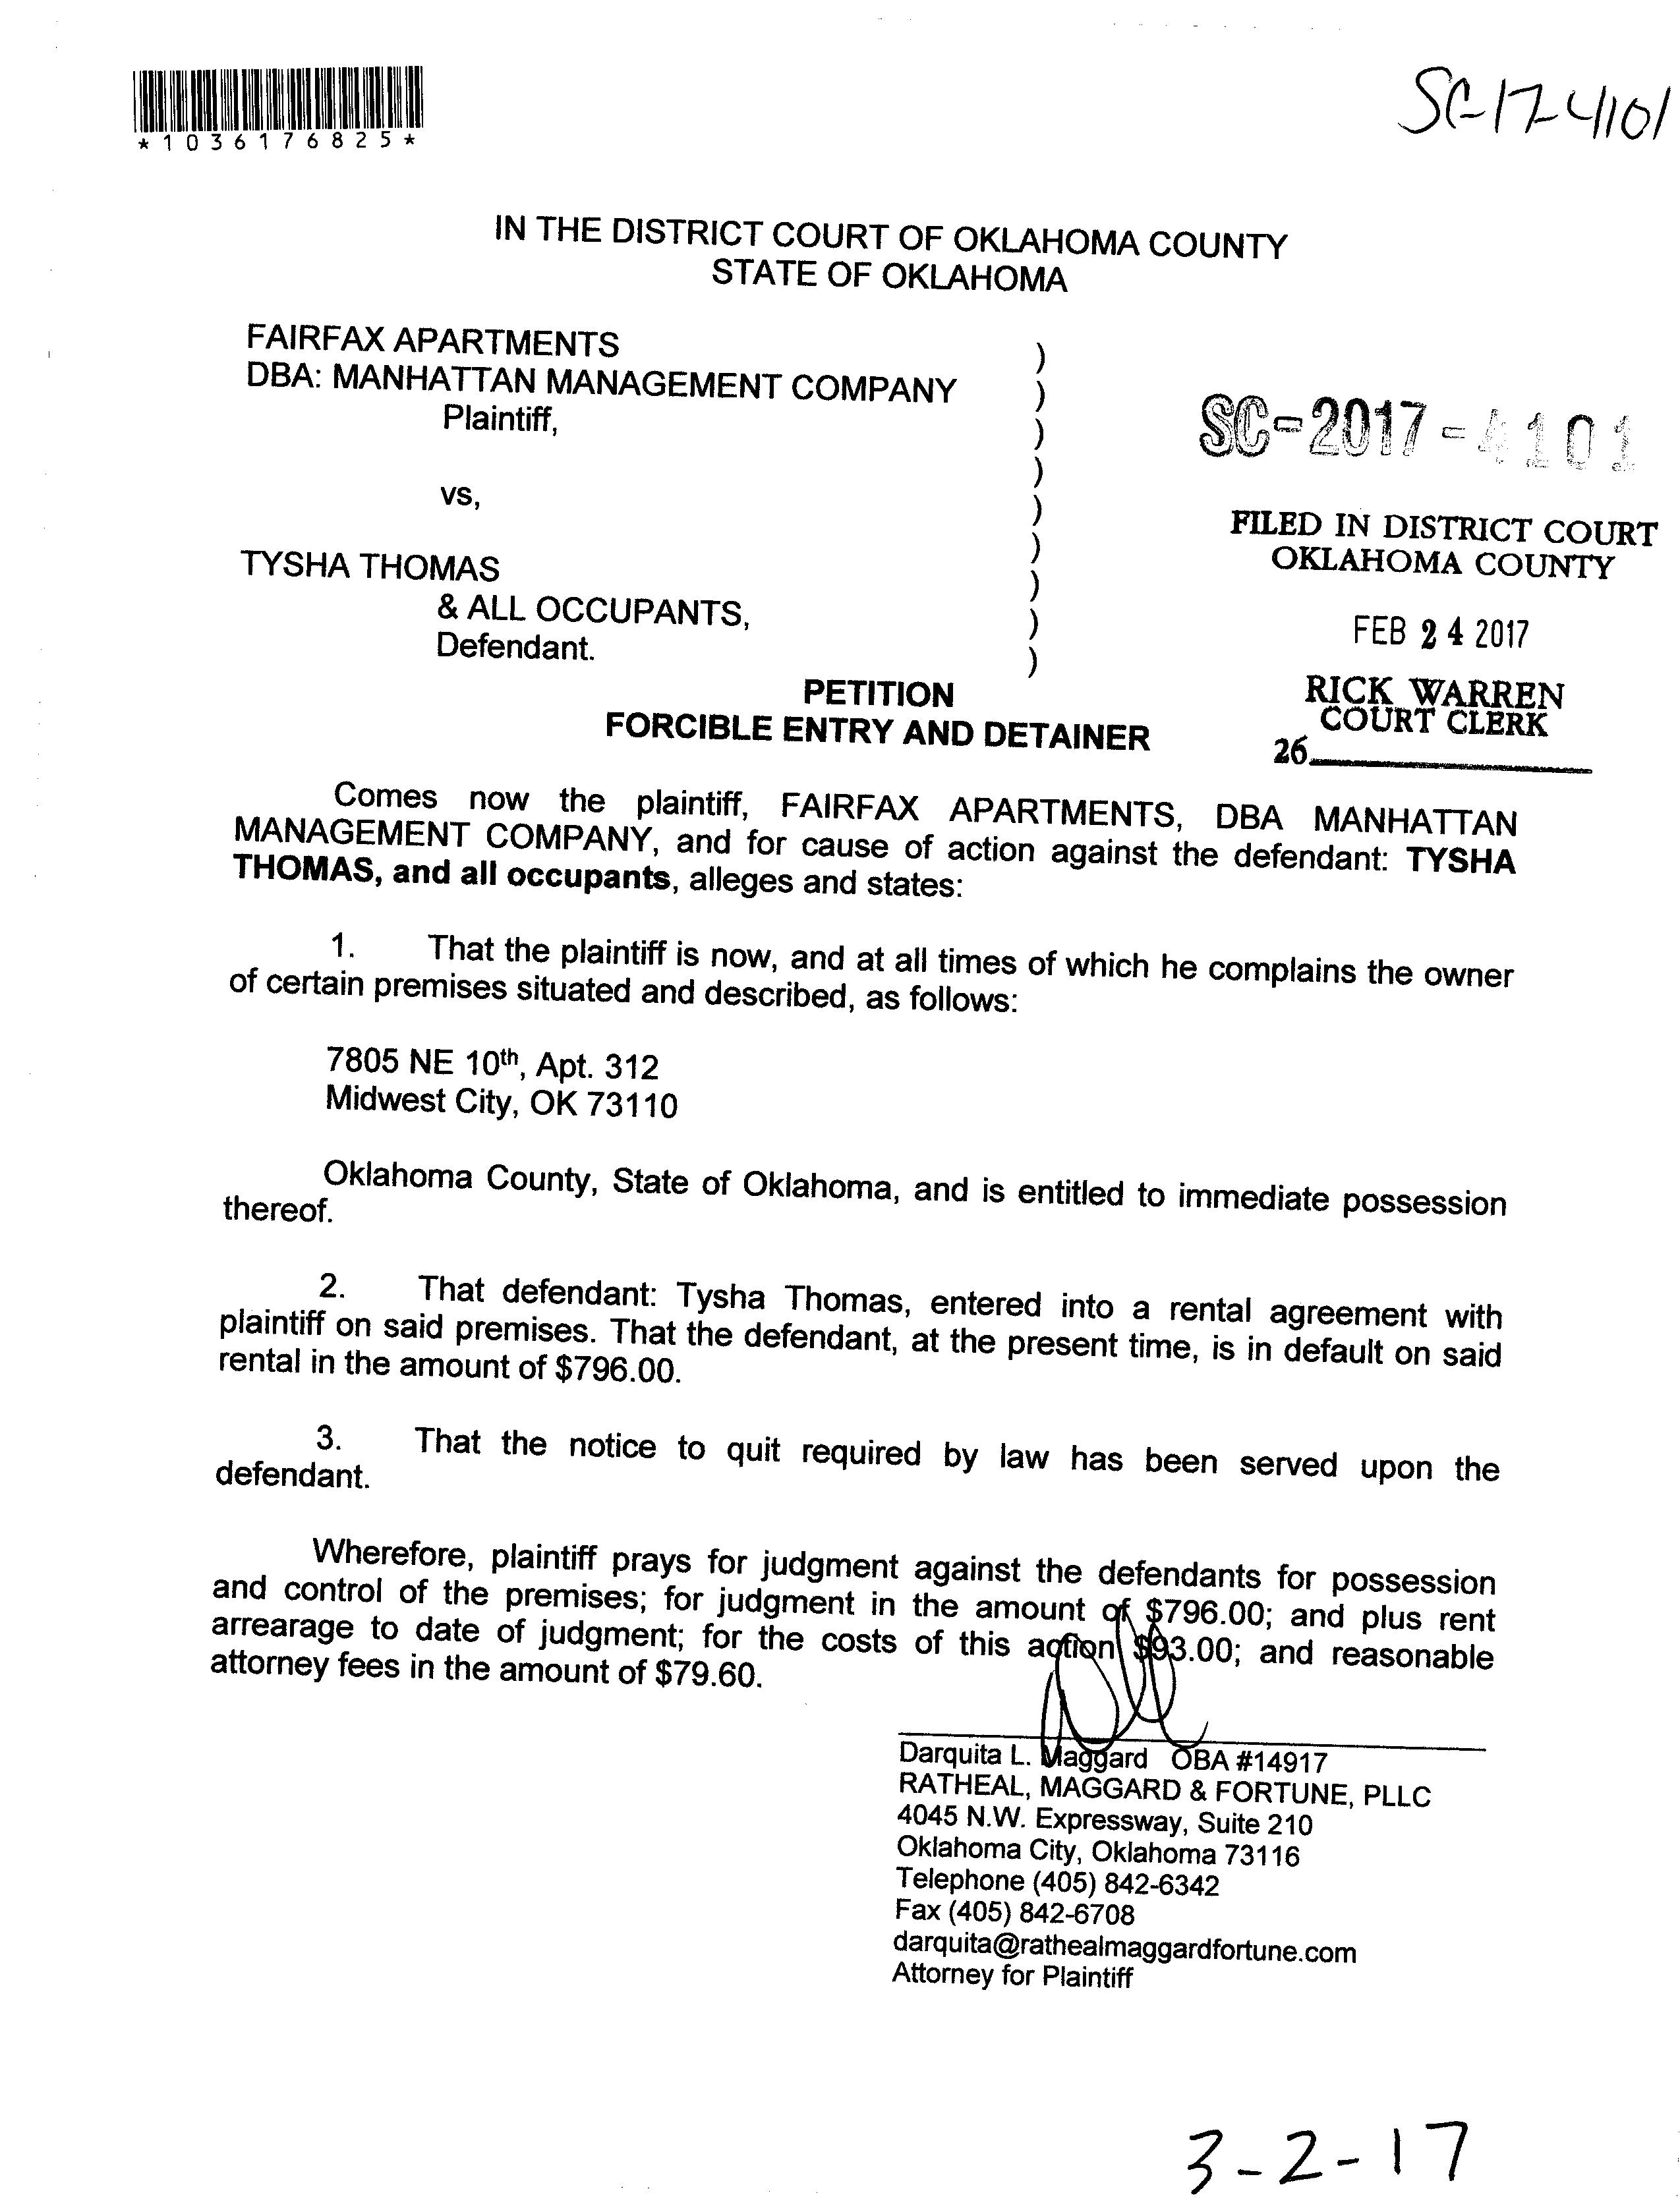 *1036176825*
SC-17-4101
IN THE DISTRICT COURT OF OKLAHOMA COUNTY
STATE OF OKLAHOMA
FAIRFAX APARTMENTS )
DBA: MANHATTAN MANAGEMENT COMPANY )
Plaintiff, )
)
vs, )
)
TYSHA THOMAS )
& ALL OCCUPANTS, )
Defendant. )
SC-2017-4101
FILED IN DISTRICT COURT
OKLAHOMA COUNTY
FEB 24 2017
RICK WARREN
COURT CLERK
26
PETITION
FORCIBLE ENTRY AND DETAINER
Comes now the plaintiff, FAIRFAX APARTMENTS, DBA MANHATTAN
MANAGEMENT COMPANY, and for cause of action against the defendant: TYSHA
THOMAS, and all occupants, alleges and states:
1. That the plaintiff is now, and at all times of which he complains the owner
of certain premises situated and described, as follows:
7805 NE 10th, Apt. 312
Midwest City, OK 73110
Oklahoma County, State of Oklahoma, and is entitled to immediate possession
thereof.
2. That defendant: Tysha Thomas, entered into a rental agreement with
plaintiff on said premises. That the defendant, at the present time, is in default on said
rental in the amount of $796.00.
3. That the notice to quit required by law has been served upon the
defendant.
Wherefore, plaintiff prays for judgment against the defendants for possession
and control of the premises; for judgment in the amount of $796.00; and plus rent
arrearage to date of judgment; for the costs of this action $93.00; and reasonable
attorney fees in the amount of $79.60.
Darquita L. Maggard OBA #14917
RATHEAL, MAGGARD & FORTUNE, PLLC
4045 N.W. Expressway, Suite 210
Oklahoma City, Oklahoma 73116
Telephone (405) 842-6342
Fax (405) 842-6708
darquita@rathealmaggardfortune.com
Attorney for Plaintiff
3-2-17